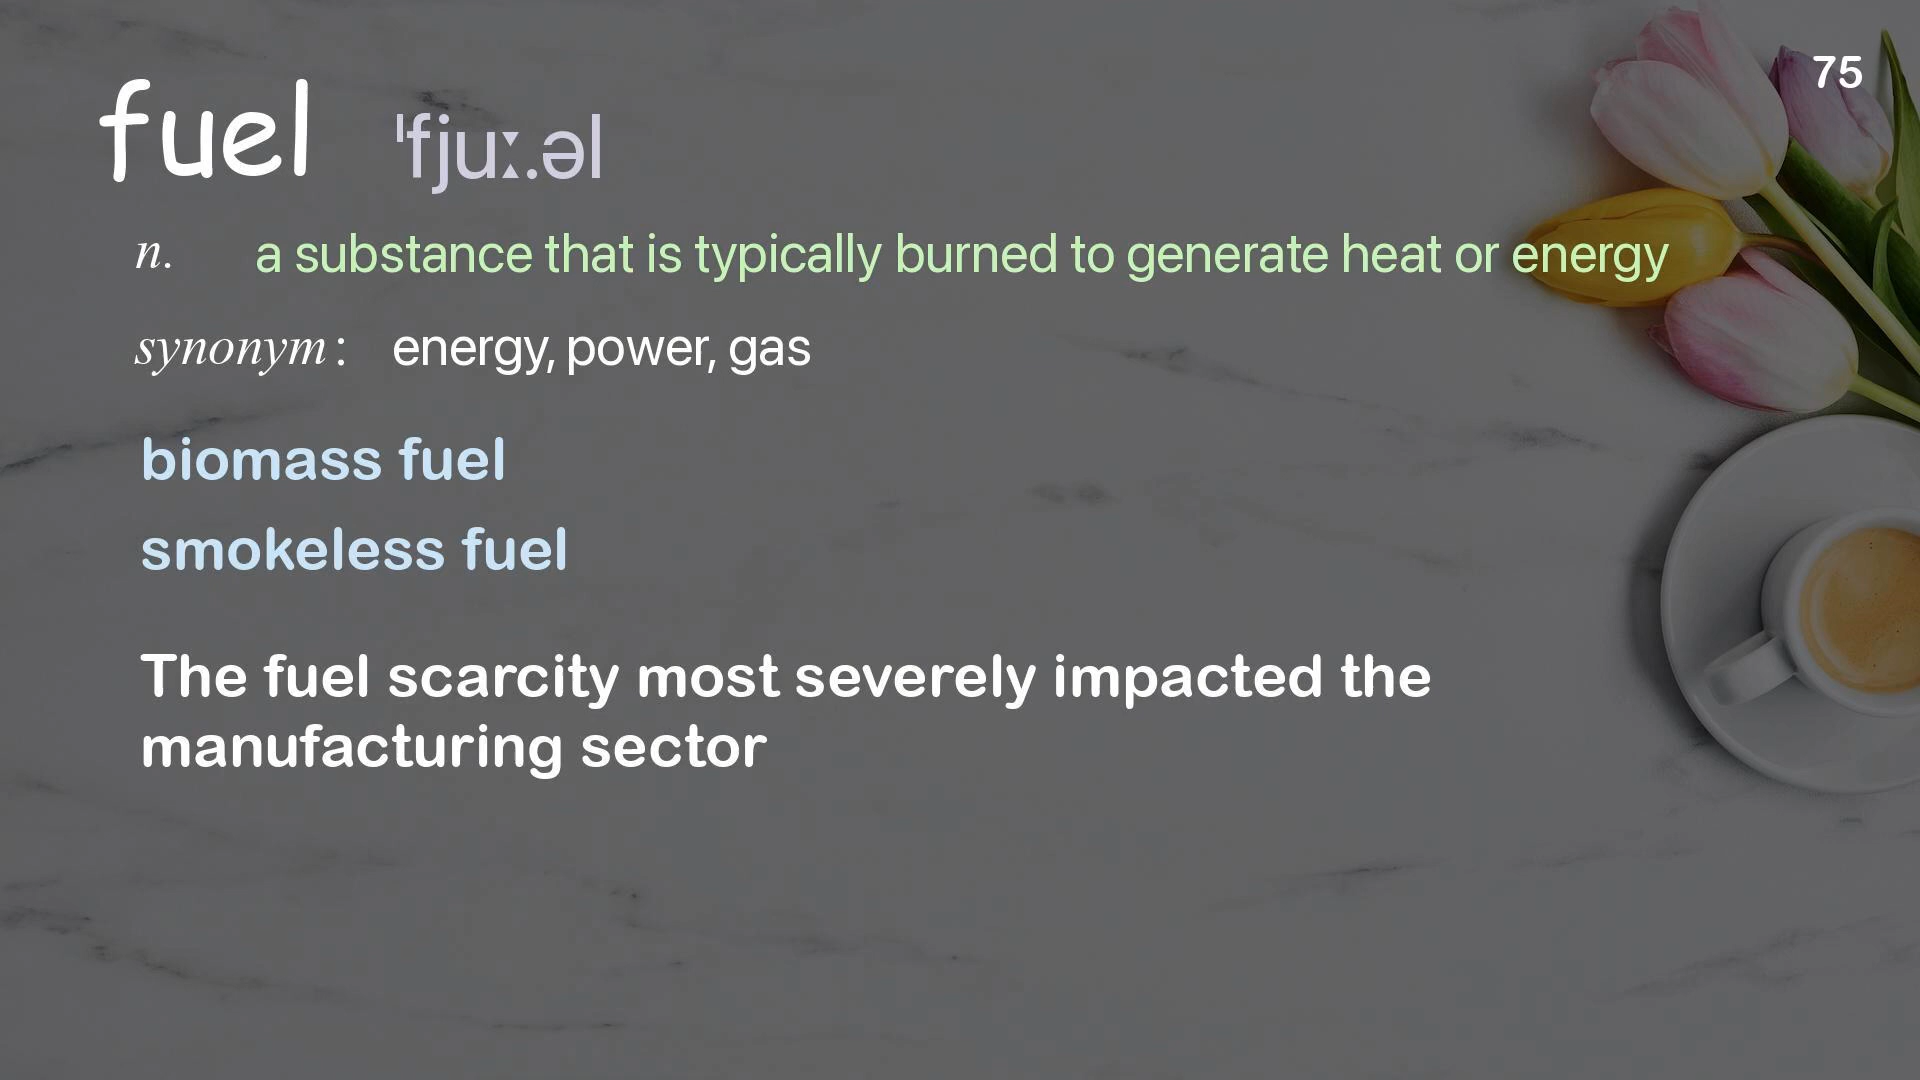 75
fuel ˈfjuː.əl
n. a substance that is typically burned to generate heat or energy
synonym: energy, power, gas
biomass fuel
smokeless fuel
The fuel scarcity most severely impacted the
manufacturing sector